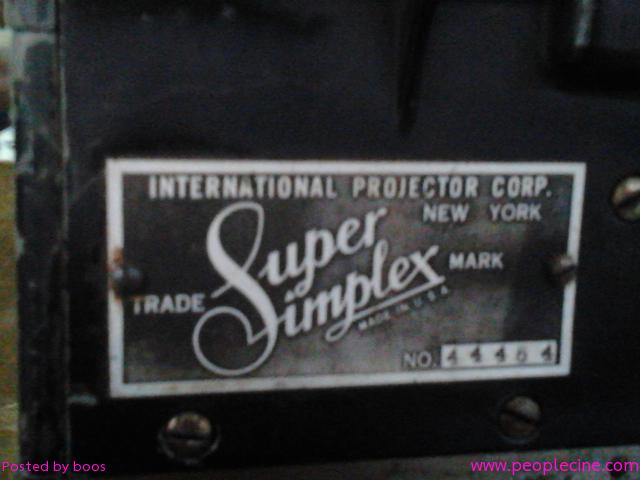 INTERNATIONAL PROJECTOR CORP.
NEW YORK
Super
Simplex
TRADE
MARK
MADE IN U.S.A.
NO.
Posted by boos
www.peoplecine.com